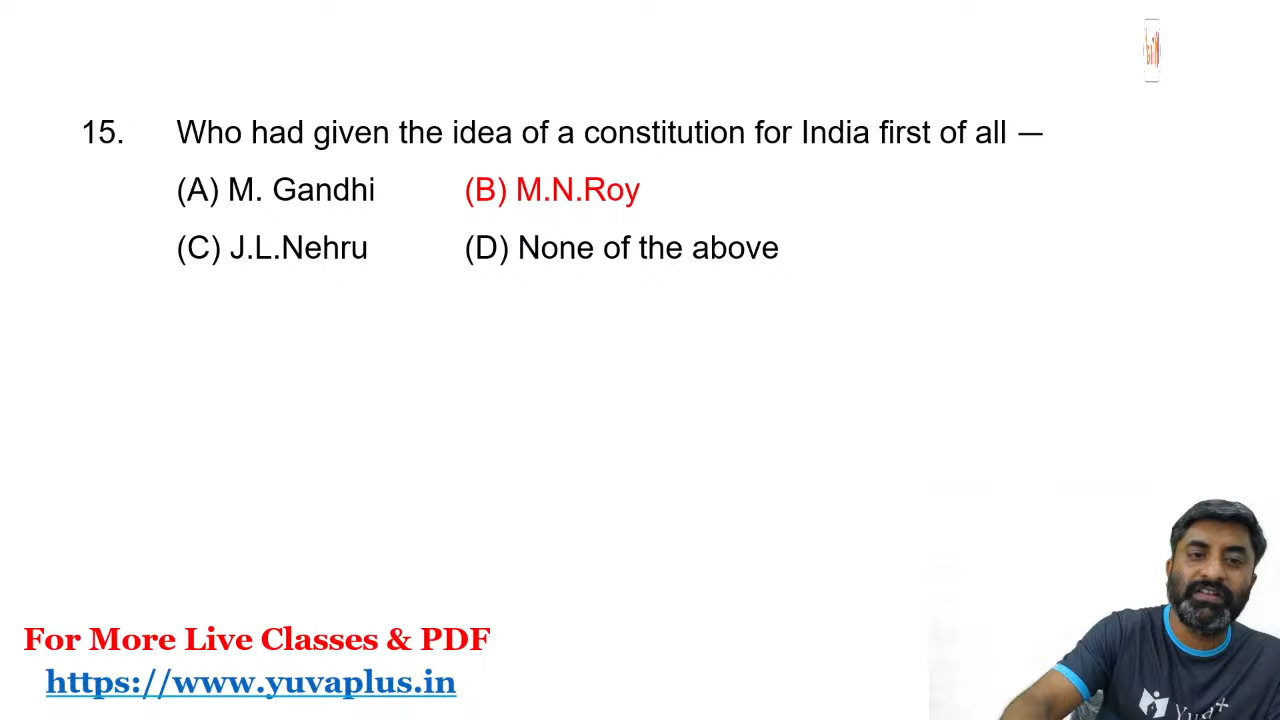 15. Who had given the idea of a constitution for India first of all —
(A) M. Gandhi (B) M.N.Roy
(C) J.L.Nehru (D) None of the above
For More Live Classes & PDF
https://www.yuvaplus.in